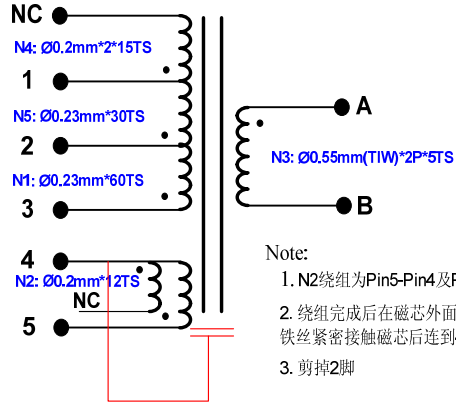 NC
N4: Ø0.2mm*2*15TS
1
N5: Ø0.23mm*30TS
2
N1: Ø0.23mm*60TS
3
A
N3: Ø0.55mm(TIW)*2P*5TS
B
4
N2: Ø0.2mm*12TS
NC
5
Note:
1. N2绕组为Pin5-Pin4及
2. 绕组完成后在磁芯外面
铁丝紧密接触磁芯后连到
3. 剪掉2脚